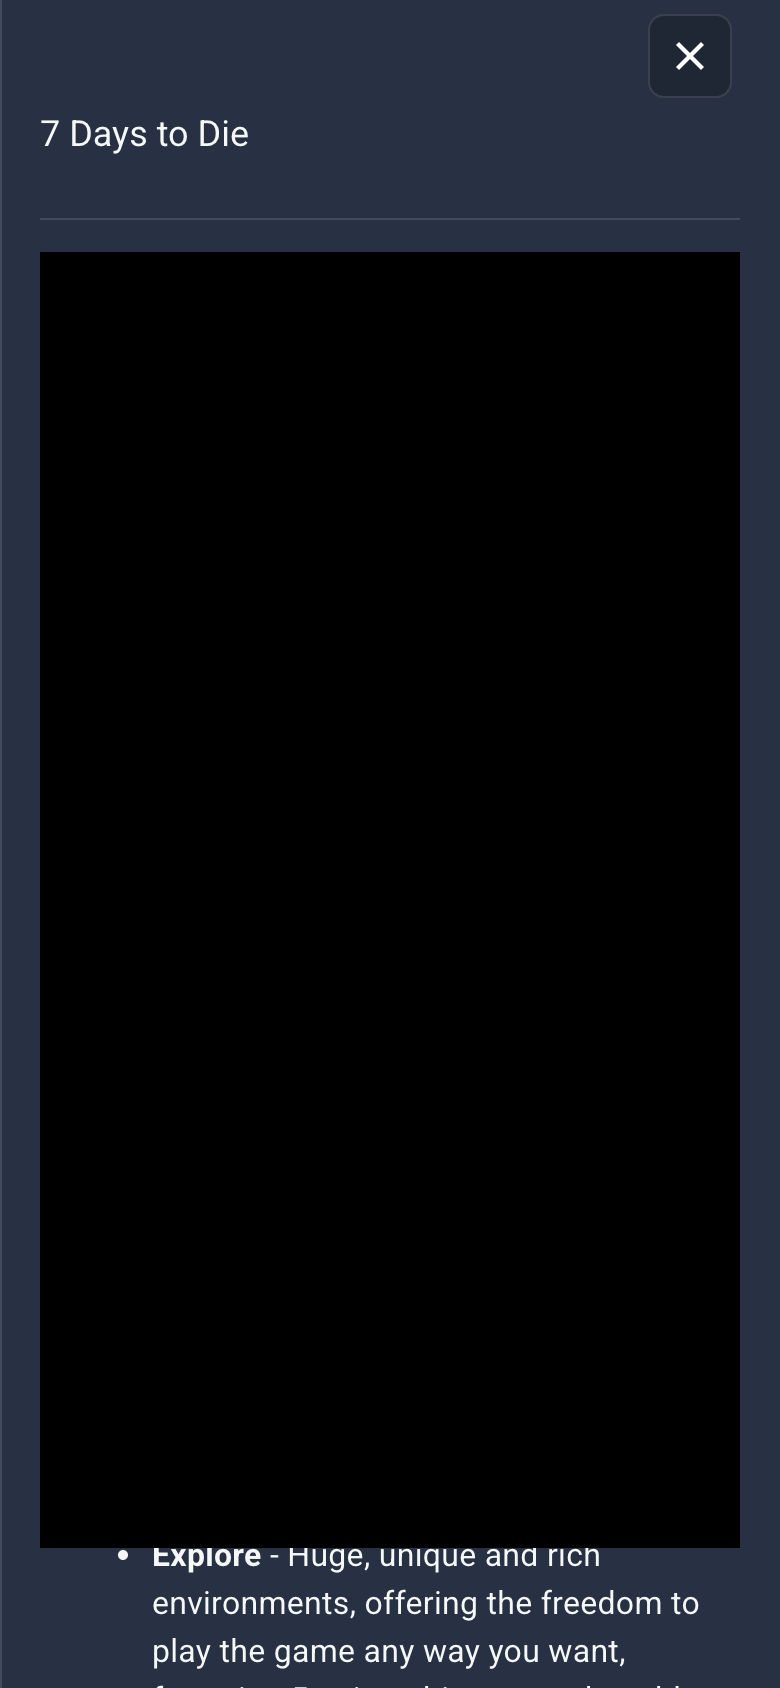 7 Days to Die
• Explore - Huge, unique and rich
environments, offering the freedom to
play the game any way you want,